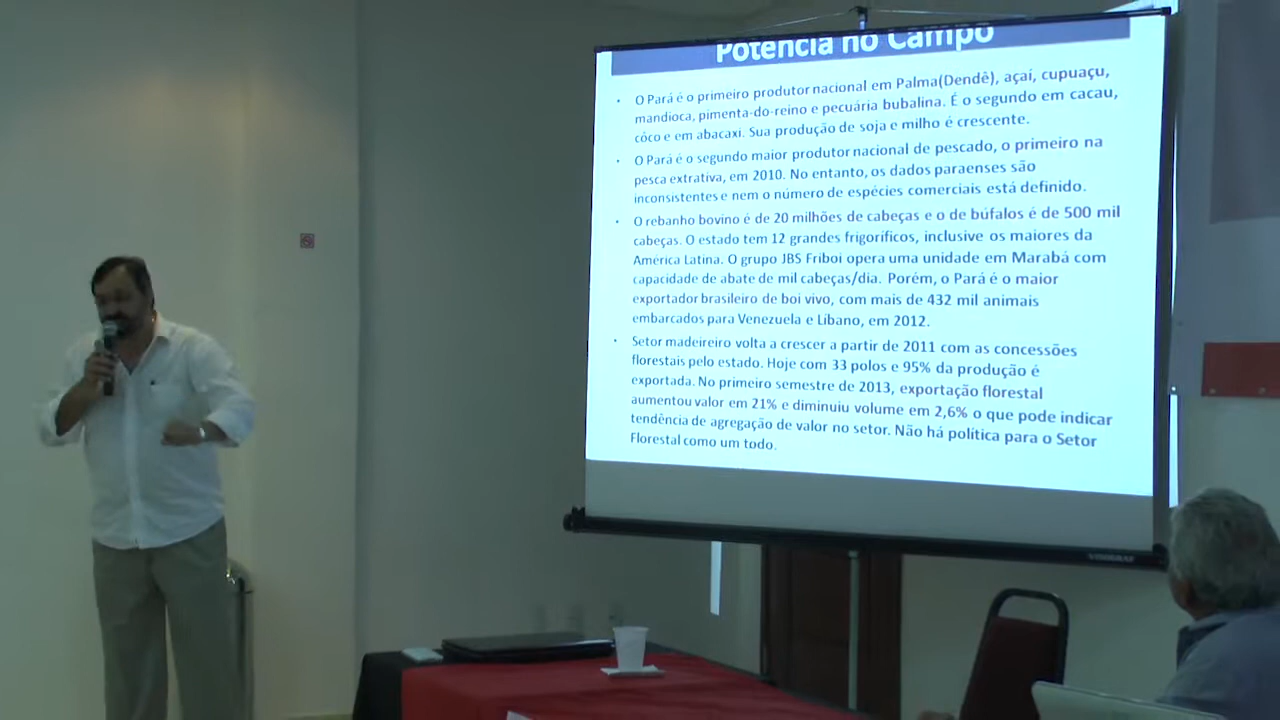 Potência no Campo
• O Pará é o primeiro produtor nacional em Palma(Dendê), açaí, cupuaçu,
mandioca, pimenta-do-reino e pecuária bubalina. É o segundo em cacau,
côco e em abacaxi. Sua produção de soja e milho é crescente.
• O Pará é o segundo maior produtor nacional de pescado, o primeiro na
pesca extrativa, em 2010. No entanto, os dados paraenses são
inconsistentes e nem o número de espécies comerciais está definido.
• O rebanho bovino é de 20 milhões de cabeças e o de búfalos é de 500 mil
cabeças. O estado tem 12 grandes frigoríficos, inclusive os maiores da
América Latina. O grupo JBS Friboi opera uma unidade em Marabá com
capacidade de abate de mil cabeças/dia. Porém, o Pará é o maior
exportador brasileiro de boi vivo, com mais de 432 mil animais
embarcados para Venezuela e Líbano, em 2012.
• Setor madeireiro volta a crescer a partir de 2011 com as concessões
florestais pelo estado. Hoje com 33 polos e 95% da produção é
exportada. No primeiro semestre de 2013, exportação florestal
aumentou valor em 21% e diminuiu volume em 2,6% o que pode indicar
tendência de agregação de valor no setor. Não há política para o Setor
Florestal como um todo.